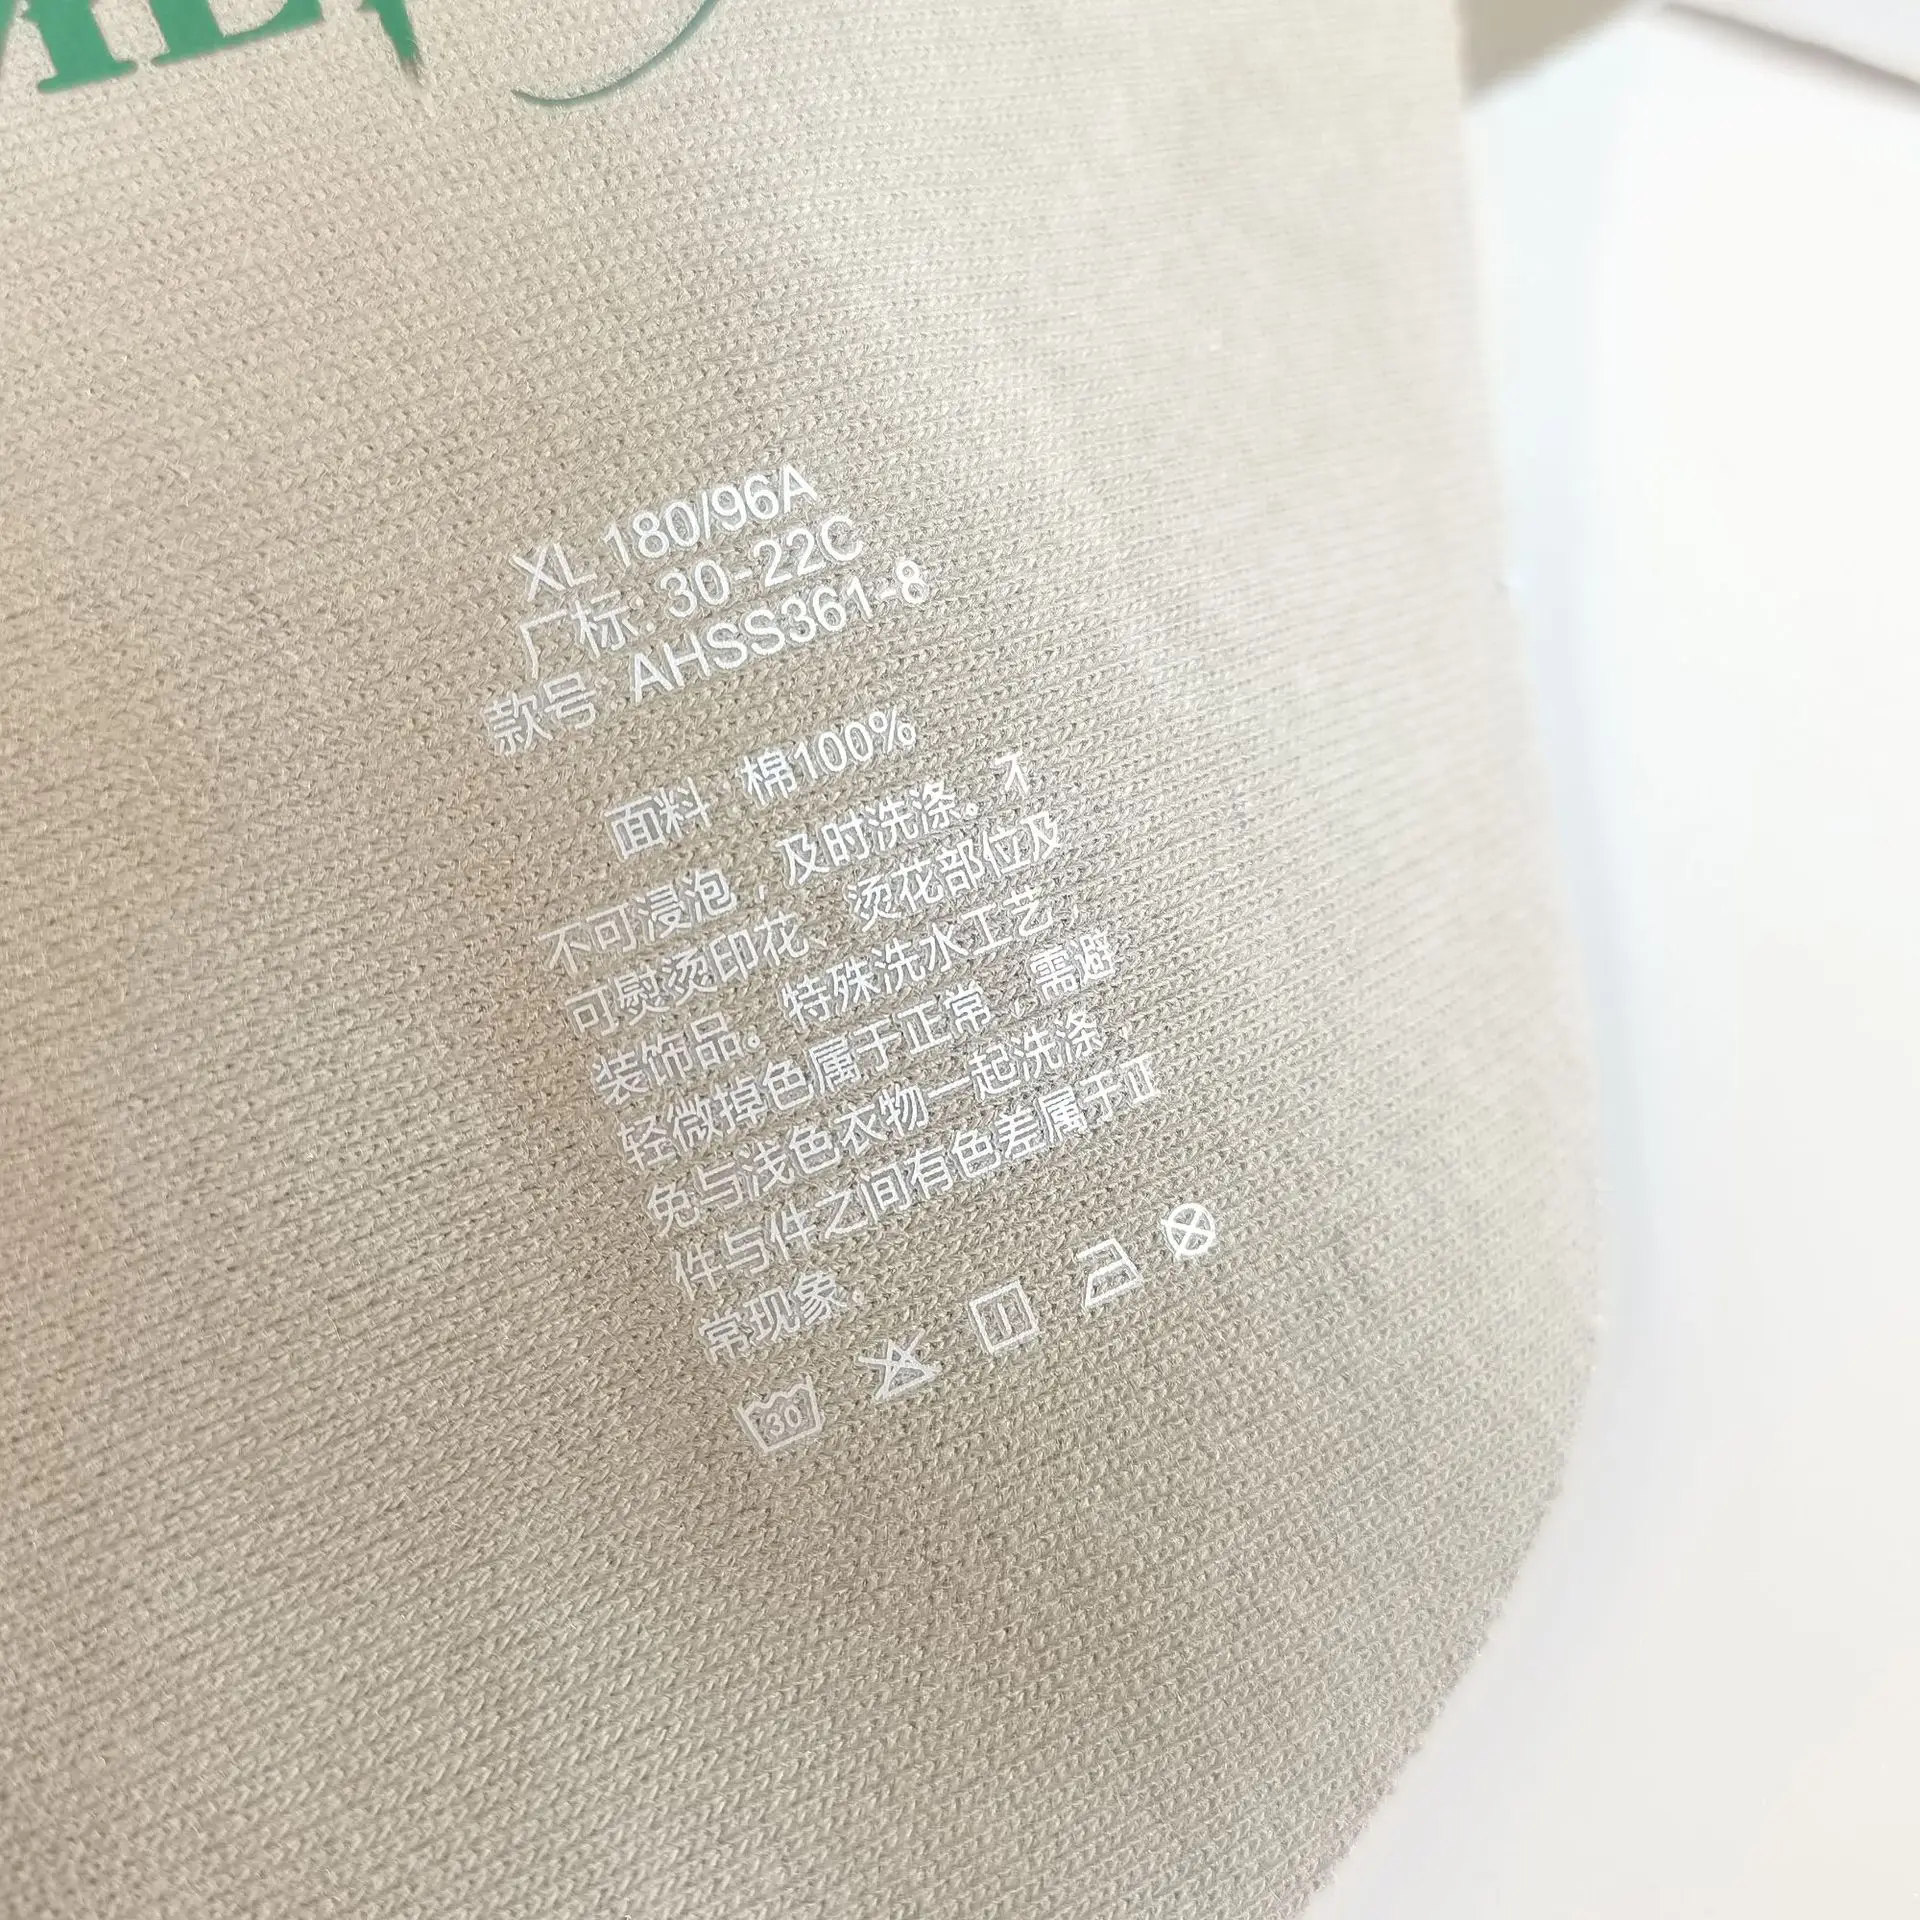 XL 180/96A
厂标: 30-22C
款号: AHSS361-8
面料：棉100%
不可浸泡，及时洗涤。不
可熨烫印花、烫花部位及
装饰品。特殊洗水工艺，
轻微掉色属于正常，需避
免与浅色衣物一起洗涤，
件与件之间有色差属于正
常现象。
30